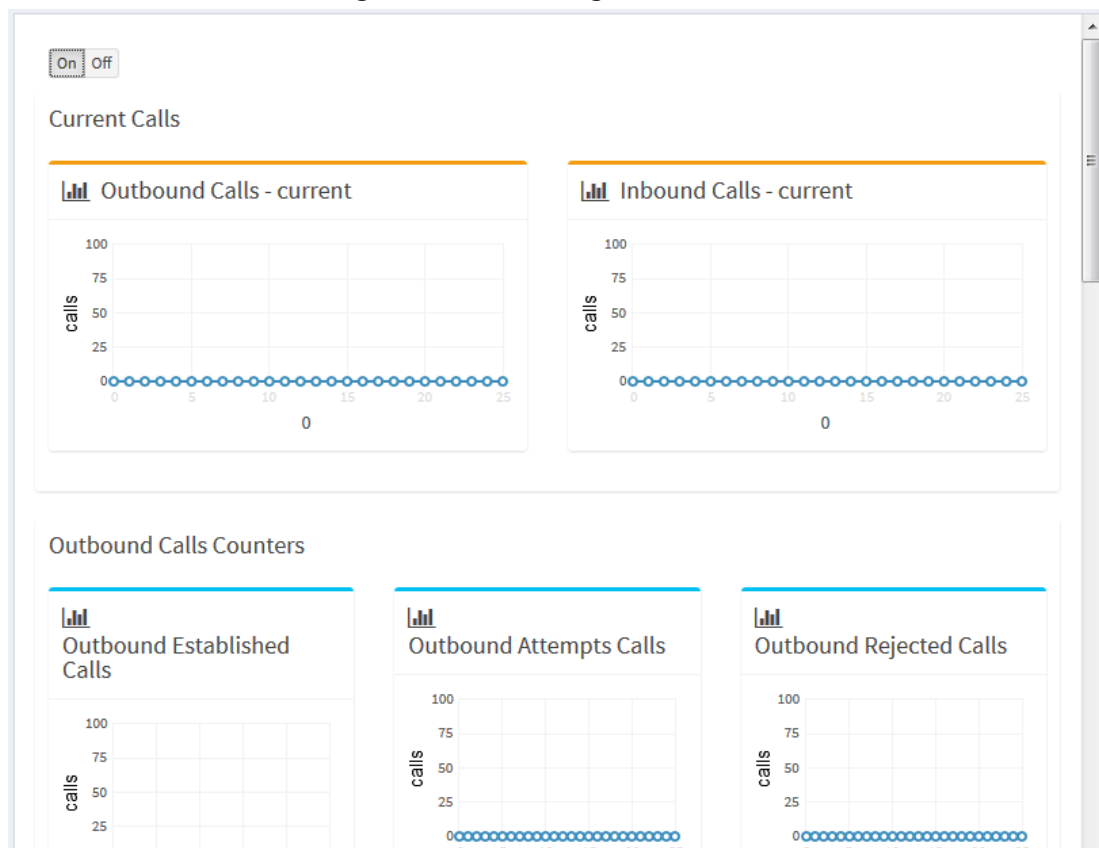 On Off
Current Calls
Outbound Calls - current
Inbound Calls - current
100
75
50
25
0
calls
0 5 10 15 20 25
0
100
75
50
25
0
calls
0 5 10 15 20 25
0
Outbound Calls Counters
Outbound Established
Calls
Outbound Attempts Calls
Outbound Rejected Calls
100
75
50
25
calls
100
75
50
25
0
calls
100
75
50
25
0
calls